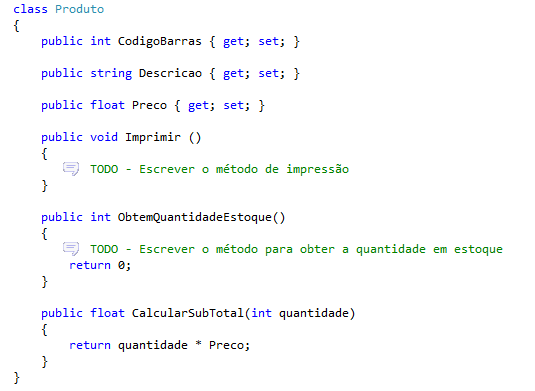 class Produto
{
    public int CodigoBarras { get; set; }
    public string Descricao { get; set; }
    public float Preco { get; set; }
    public void Imprimir ()
    {
        TODO - Escrever o método de impressão
    }
    public int ObtemQuantidadeEstoque()
    {
        TODO - Escrever o método para obter a quantidade em estoque
        return 0;
    }
    public float CalcularSubTotal(int quantidade)
    {
        return quantidade * Preco;
    }
}